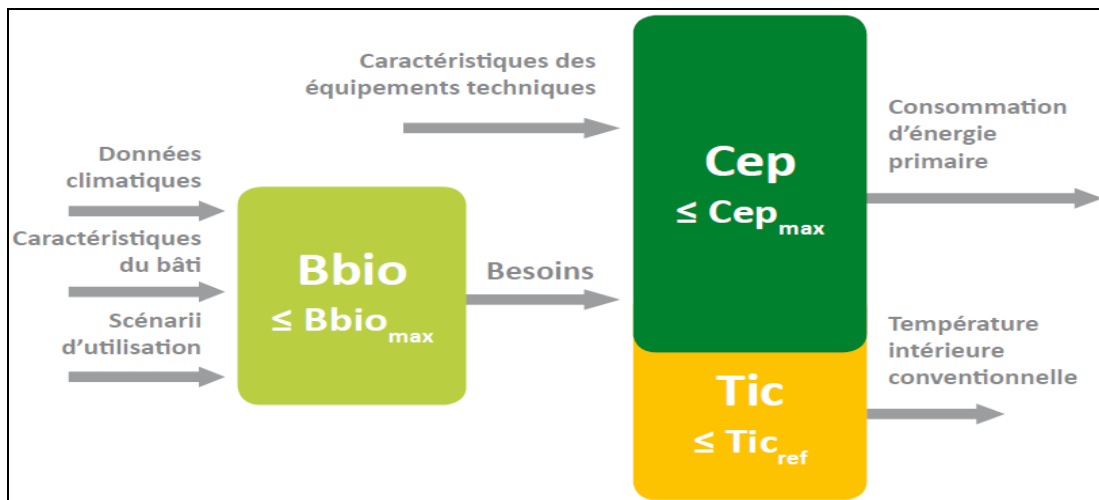 Caractéristiques des
équipements techniques
Données
climatiques
Caractéristiques
du bâti
Scénarii
d'utilisation
Bbio
≤ Bbiomax
Besoins
Cep
≤ Cepmax
Tic
≤ Ticref
Consommation
d'énergie
primaire
Température
intérieure
conventionnelle